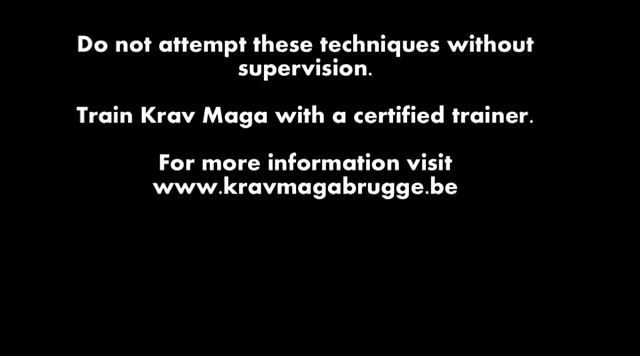 Do not attempt these techniques without
supervision.
Train Krav Maga with a certified trainer.
For more information visit
www.kravmagabrugge.be